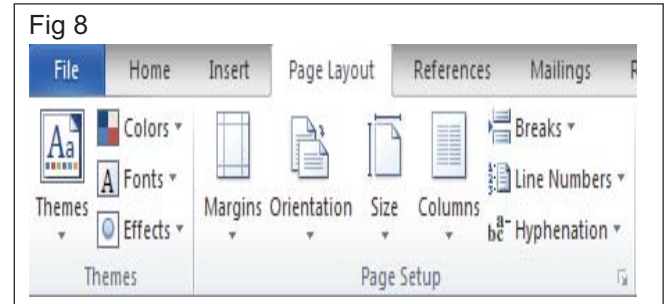 Fig 8
File Home Insert Page Layout References Mailings
Aa
Colors
Fonts
Effects
Themes
Margins Orientation Size Columns
Breaks
Line Numbers
Hyphenation
Themes Page Setup